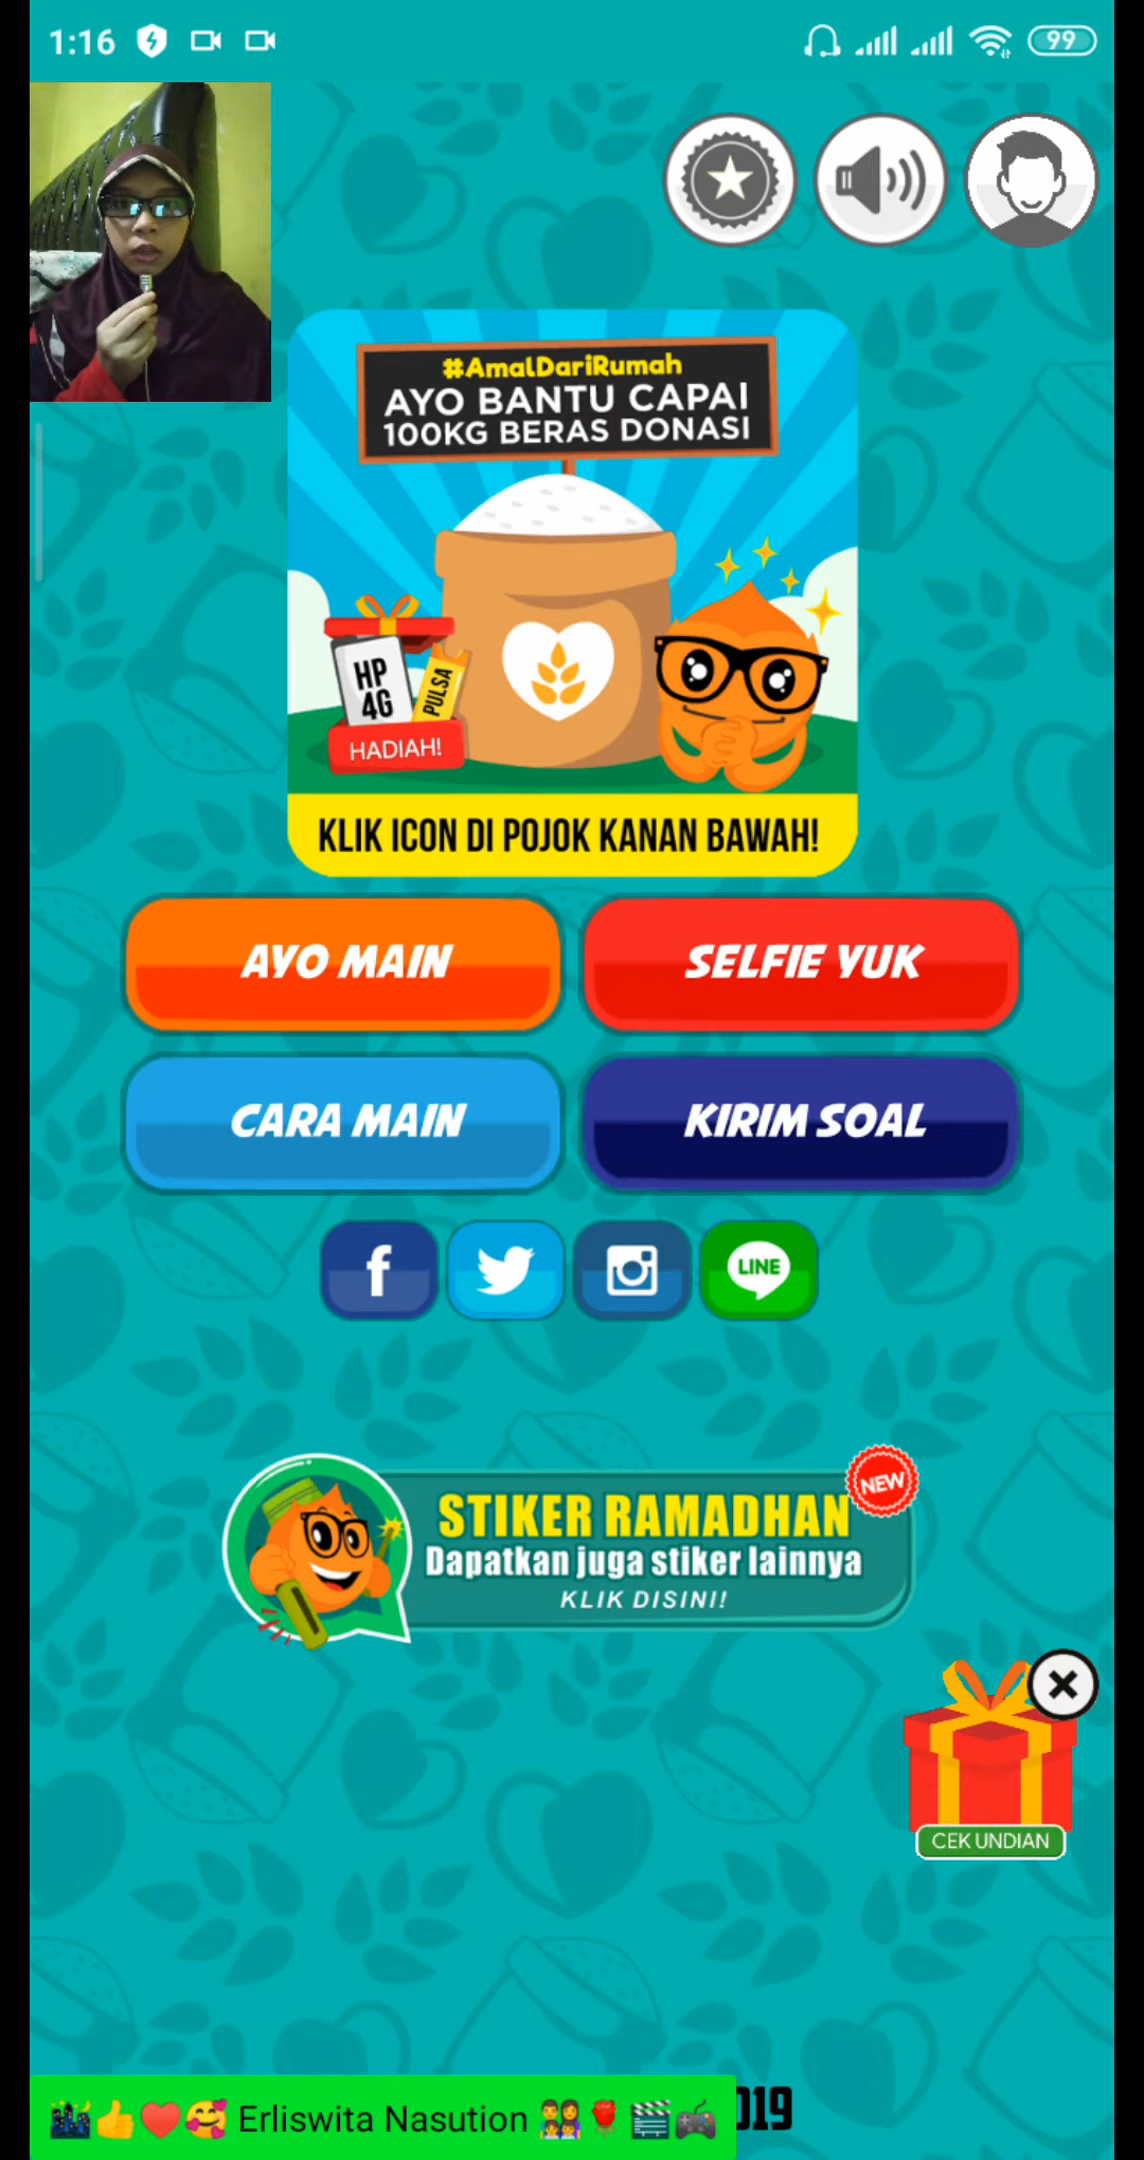 1:16
99
#AmalDariRumah
AYO BANTU CAPAI
100KG BERAS DONASI
HP
4G
PULSA
HADIAH!
KLIK ICON DI POJOK KANAN BAWAH!
AYO MAIN
SELFIE YUK
CARA MAIN
KIRIM SOAL
f
LINE
NEW
STIKER RAMADHAN
Dapatkan juga stiker lainnya
KLIK DISINI!
CEK UNDIAN
🌃👍❤️🥰 Erliswita Nasution 👨‍👩‍👧‍👦🌹🎬🎮